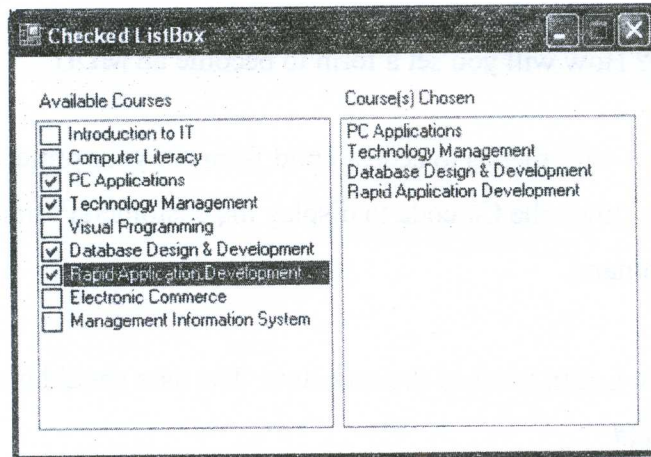 Checked ListBox
Available Courses
Introduction to IT
Computer Literacy
PC Applications
Technology Management
Visual Programming
Database Design & Development
Rapid Application Development
Electronic Commerce
Management Information System
Course(s) Chosen
PC Applications
Technology Management
Database Design & Development
Rapid Application Development